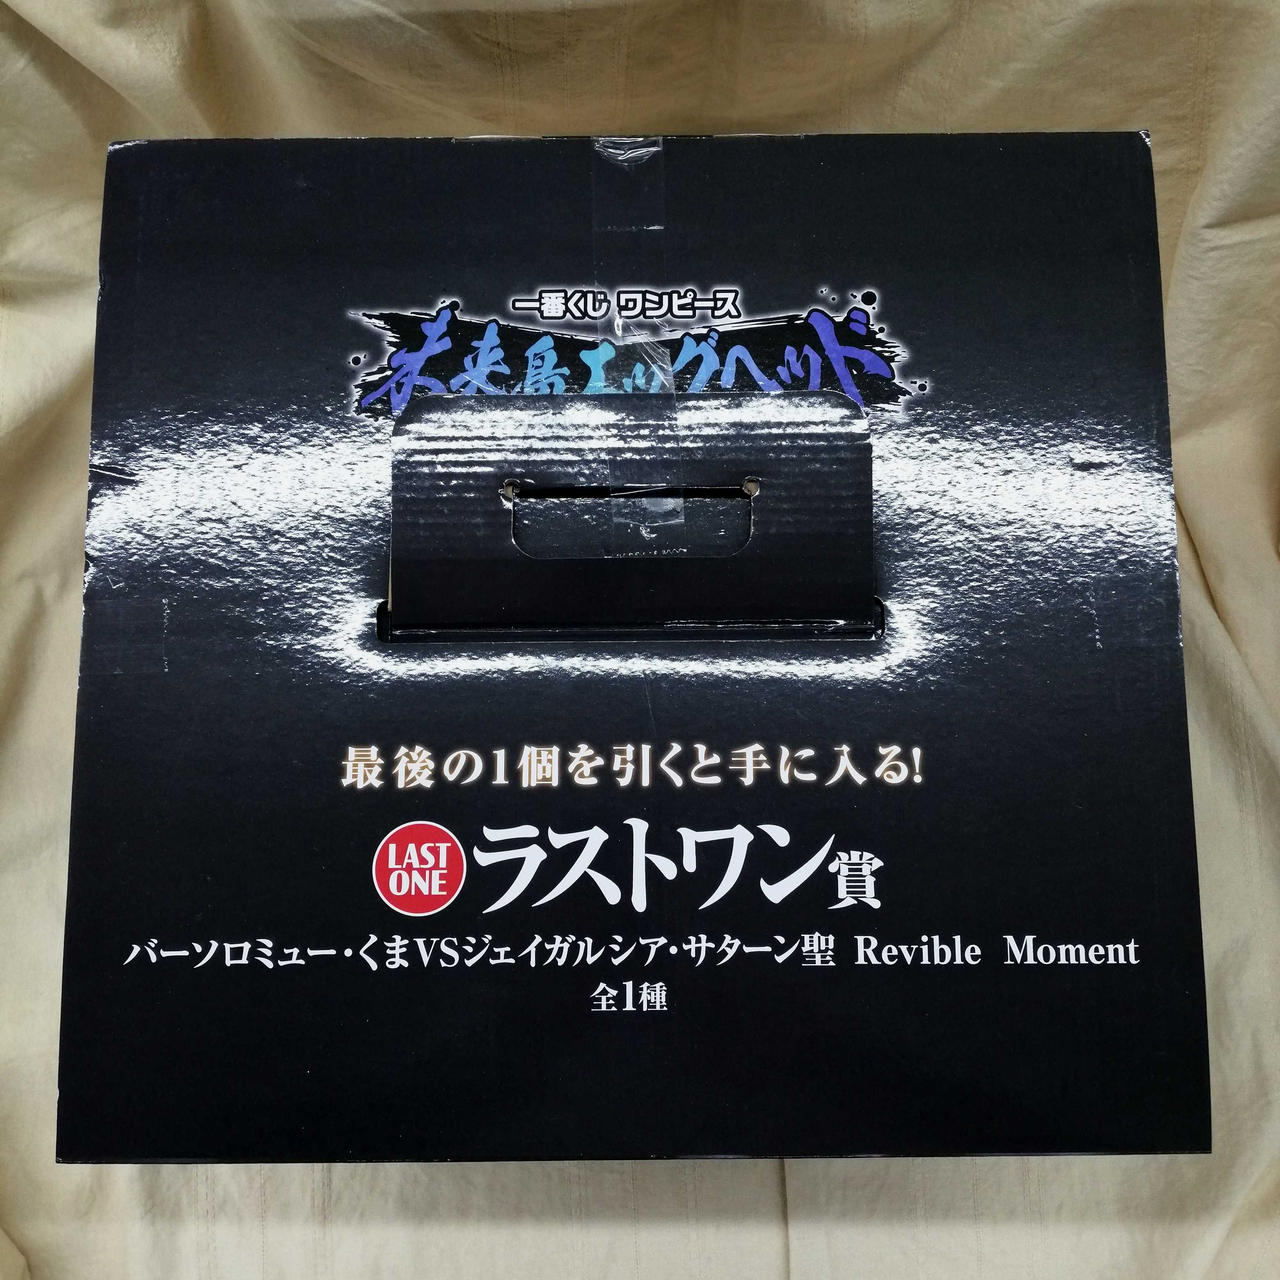 一番くじ ワンピース
未来島エッグヘッド
最後の1個を引くと手に入る!
LAST
ONE
ラストワン賞
バーソロミュー・くまVSジェイガルシア・サターン聖 Revible Moment
全1種